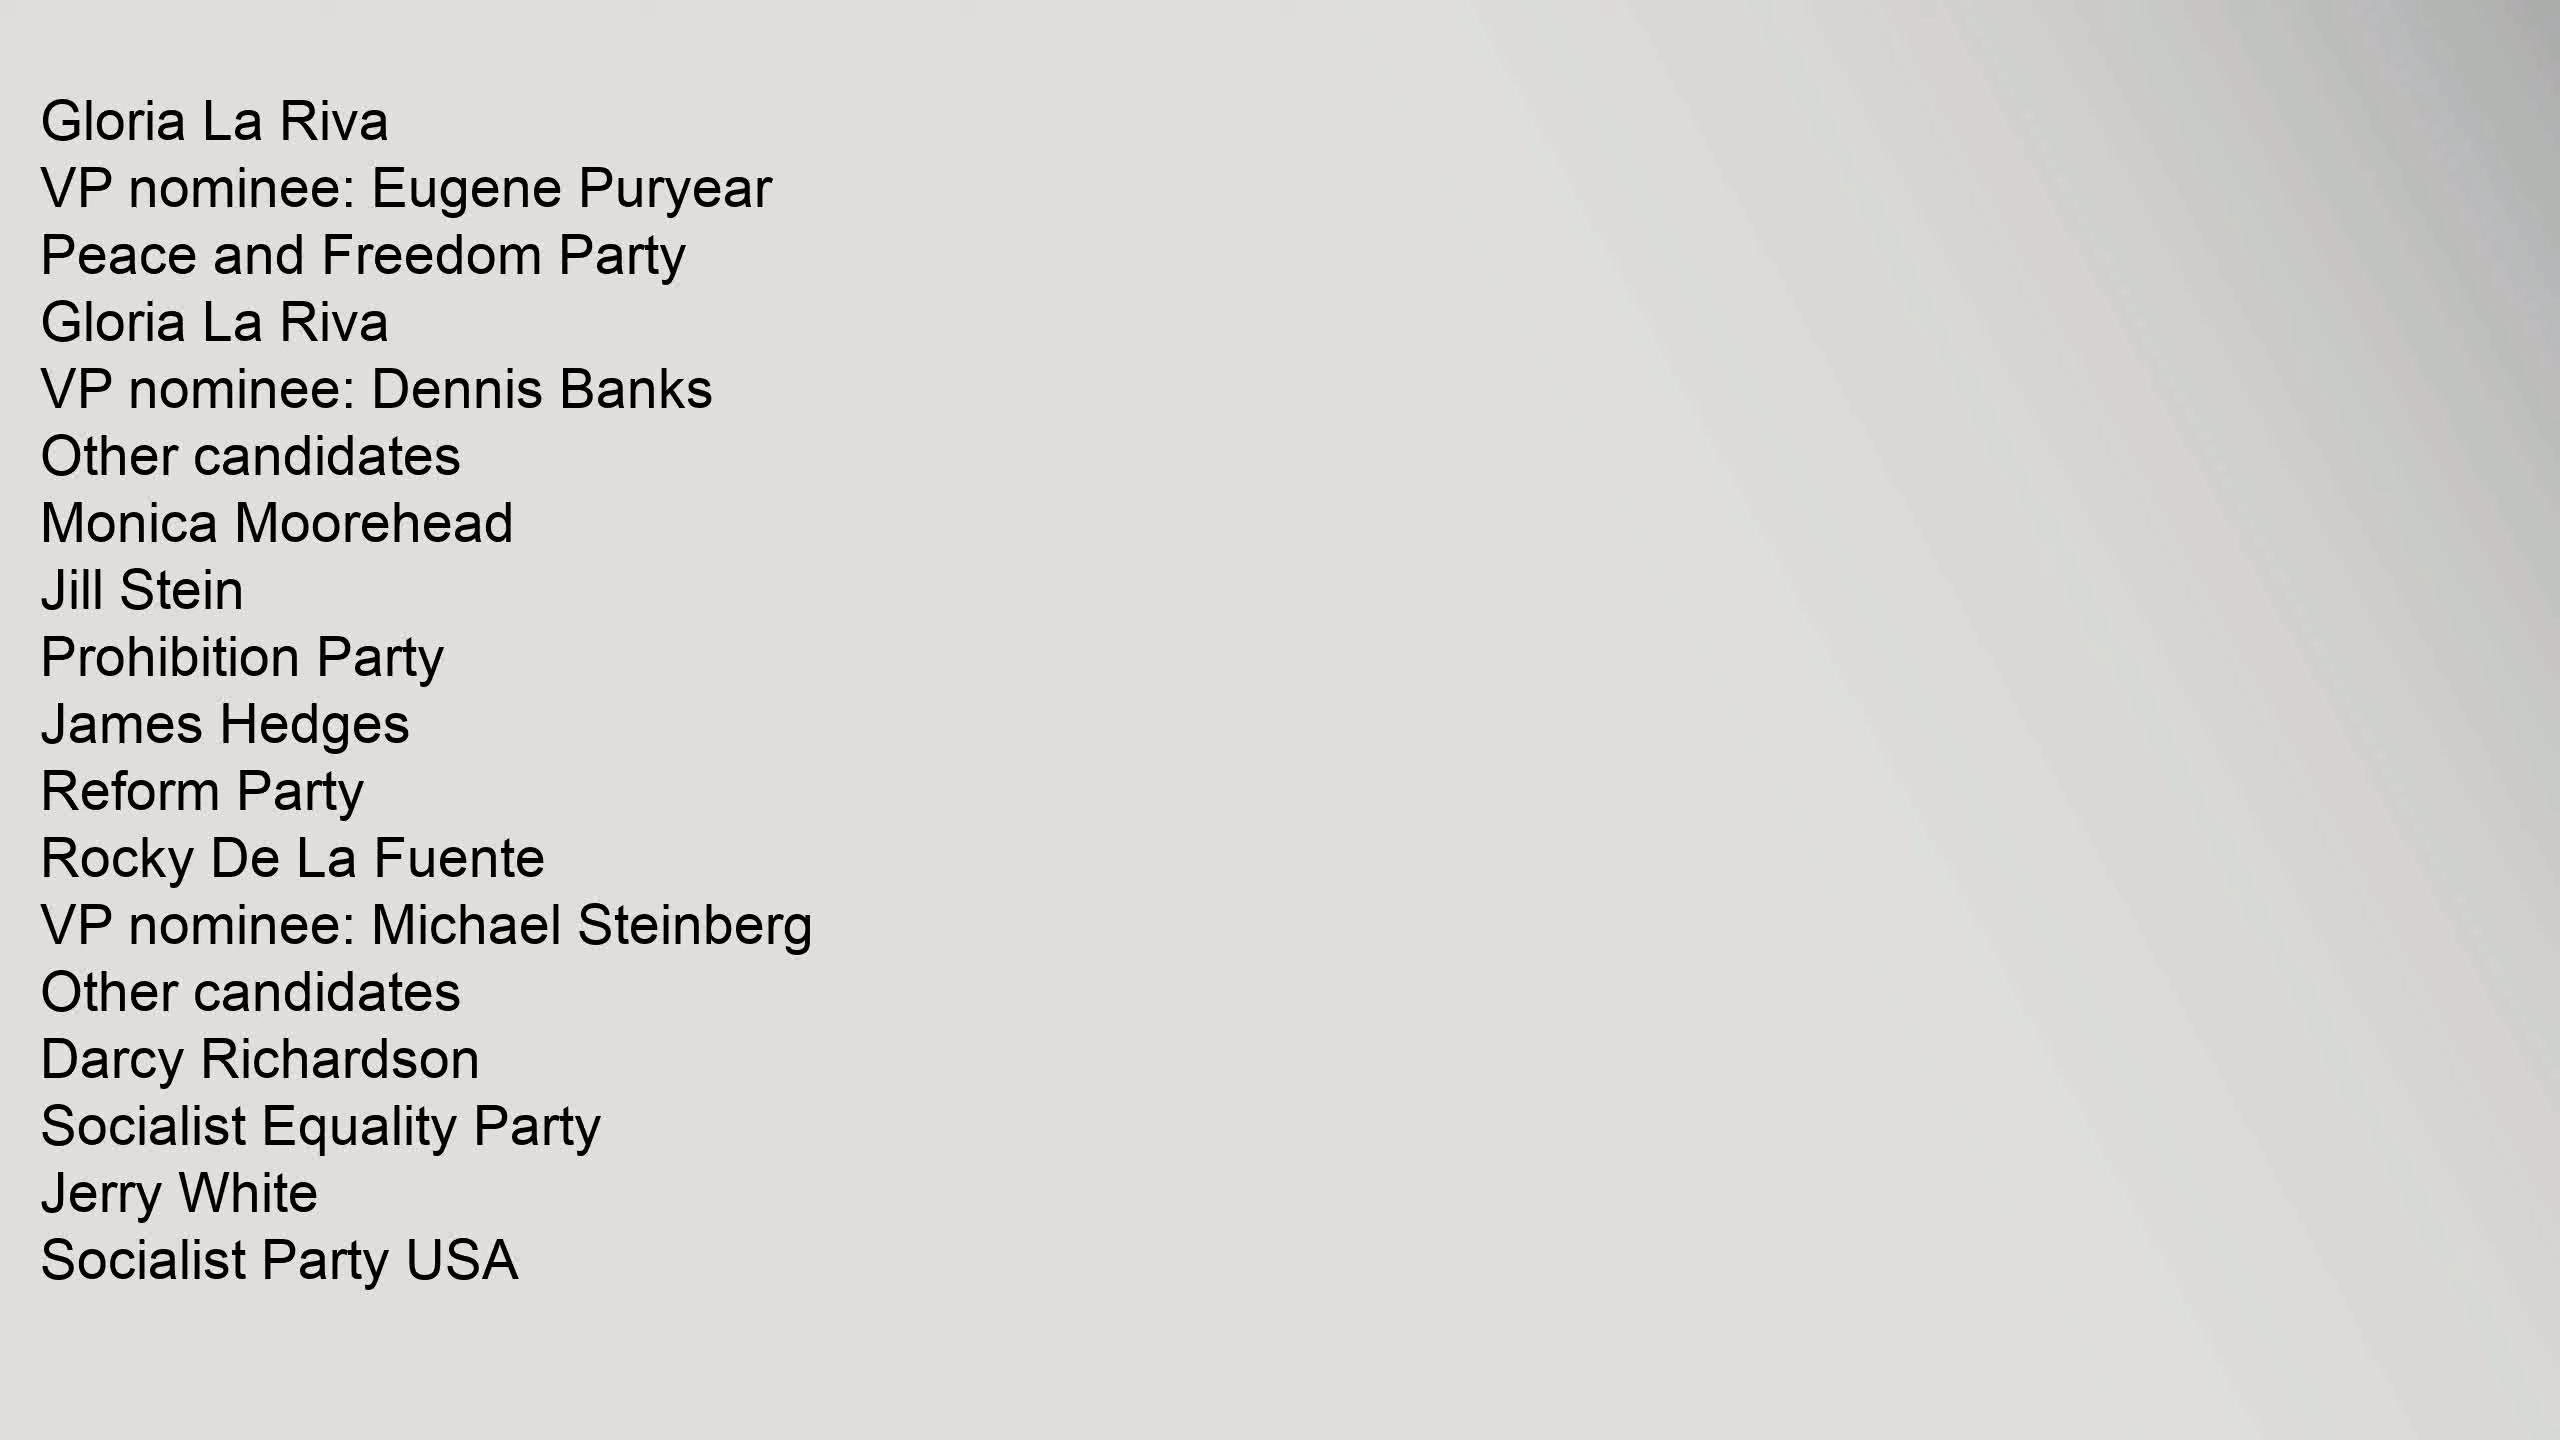 Gloria La Riva
VP nominee: Eugene Puryear
Peace and Freedom Party
Gloria La Riva
VP nominee: Dennis Banks
Other candidates
Monica Moorehead
Jill Stein
Prohibition Party
James Hedges
Reform Party
Rocky De La Fuente
VP nominee: Michael Steinberg
Other candidates
Darcy Richardson
Socialist Equality Party
Jerry White
Socialist Party USA